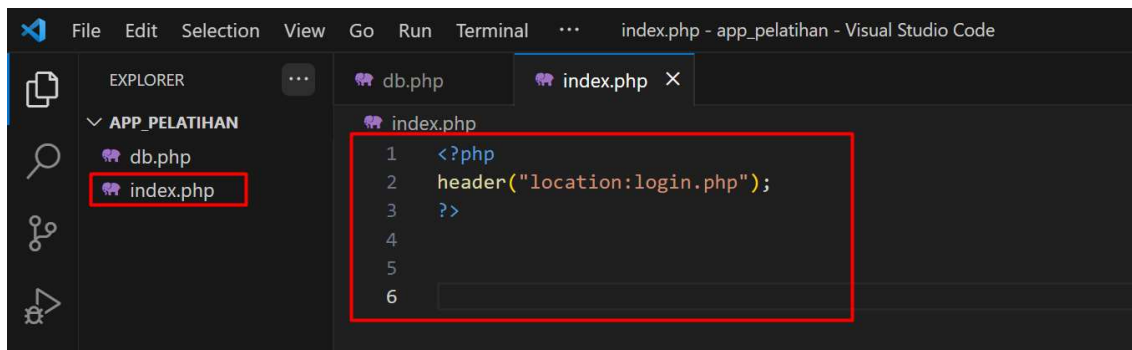 File Edit Selection View Go Run Terminal ··· index.php - app_pelatihan - Visual Studio Code
EXPLORER ···
APP_PELATIHAN
db.php
index.php
db.php index.php ×
index.php
1 <?php
2 header("location:login.php");
3 ?>
4
5
6